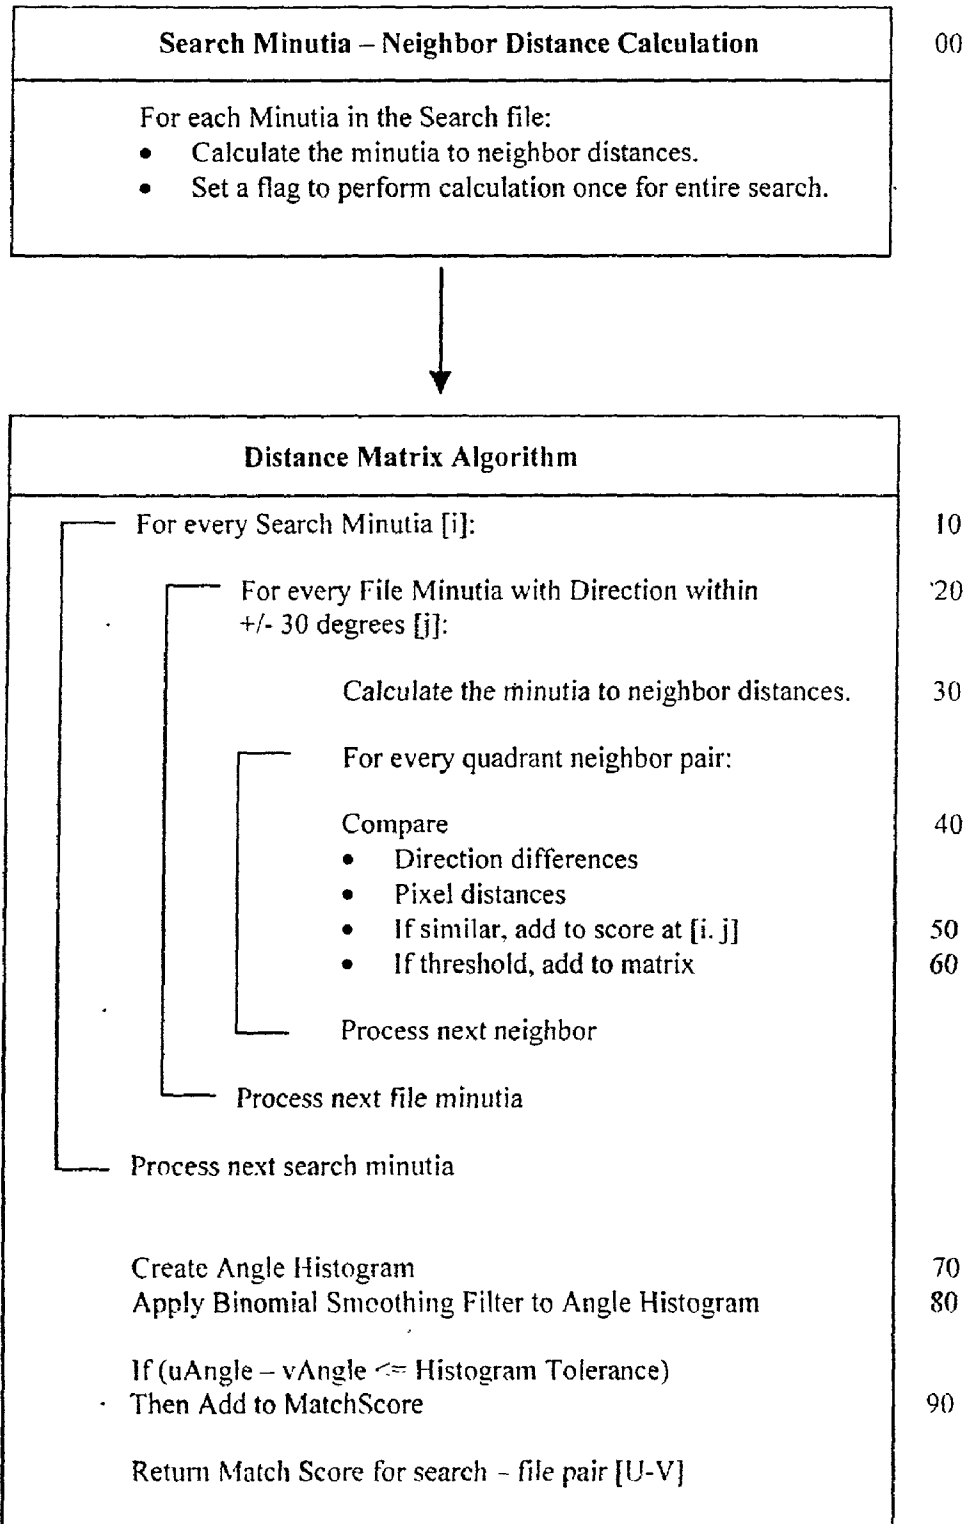 Search Minutia – Neighbor Distance Calculation 00
For each Minutia in the Search file:
• Calculate the minutia to neighbor distances.
• Set a flag to perform calculation once for entire search.
Distance Matrix Algorithm
For every Search Minutia [i]: 10
For every File Minutia with Direction within 20
+/- 30 degrees [j]:
Calculate the minutia to neighbor distances. 30
For every quadrant neighbor pair:
Compare 40
• Direction differences
• Pixel distances
• If similar, add to score at [i. j] 50
• If threshold, add to matrix 60
Process next neighbor
Process next file minutia
Process next search minutia
Create Angle Histogram 70
Apply Binomial Smoothing Filter to Angle Histogram 80
If (uAngle – vAngle <= Histogram Tolerance)
Then Add to MatchScore 90
Return Match Score for search – file pair [U-V]